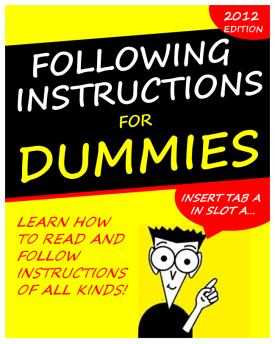 2012
EDITION
FOLLOWING
INSTRUCTIONS
FOR
DUMMIES
INSERT TAB A
IN SLOT A...
LEARN HOW
TO READ AND
FOLLOW
INSTRUCTIONS
OF ALL KINDS!